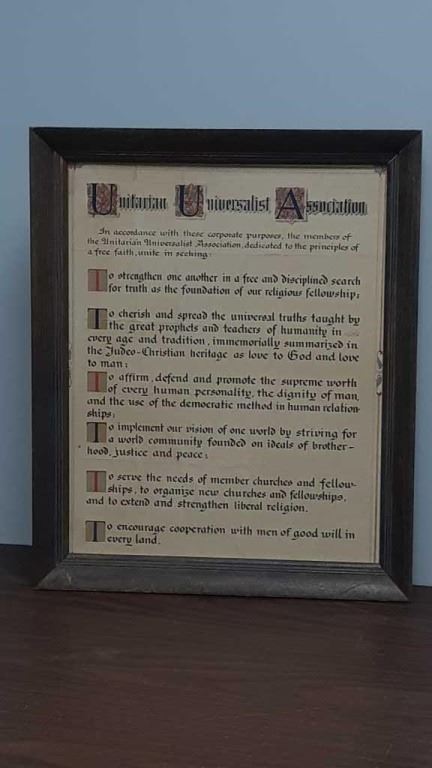 Unitarian Universalist Association
In accordance with these corporate purposes, the members of
the Unitarian Universalist Association, dedicated to the principles of
a free faith, unite in seeking:
To strengthen one another in a free and disciplined search
for truth as the foundation of our religious fellowship;
To cherish and spread the universal truths taught by
the great prophets and teachers of humanity in
every age and tradition, immemorially summarized in
the Judeo-Christian heritage as love to God and love
to man;
To affirm, defend and promote the supreme worth
of every human personality, the dignity of man,
and the use of the democratic method in human relation-
ships;
To implement our vision of one world by striving for
a world community founded on ideals of brother-
hood, justice and peace;
To serve the needs of member churches and fellow-
ships, to organize new churches and fellowships,
and to extend and strengthen liberal religion.
To encourage cooperation with men of good will in
every land.